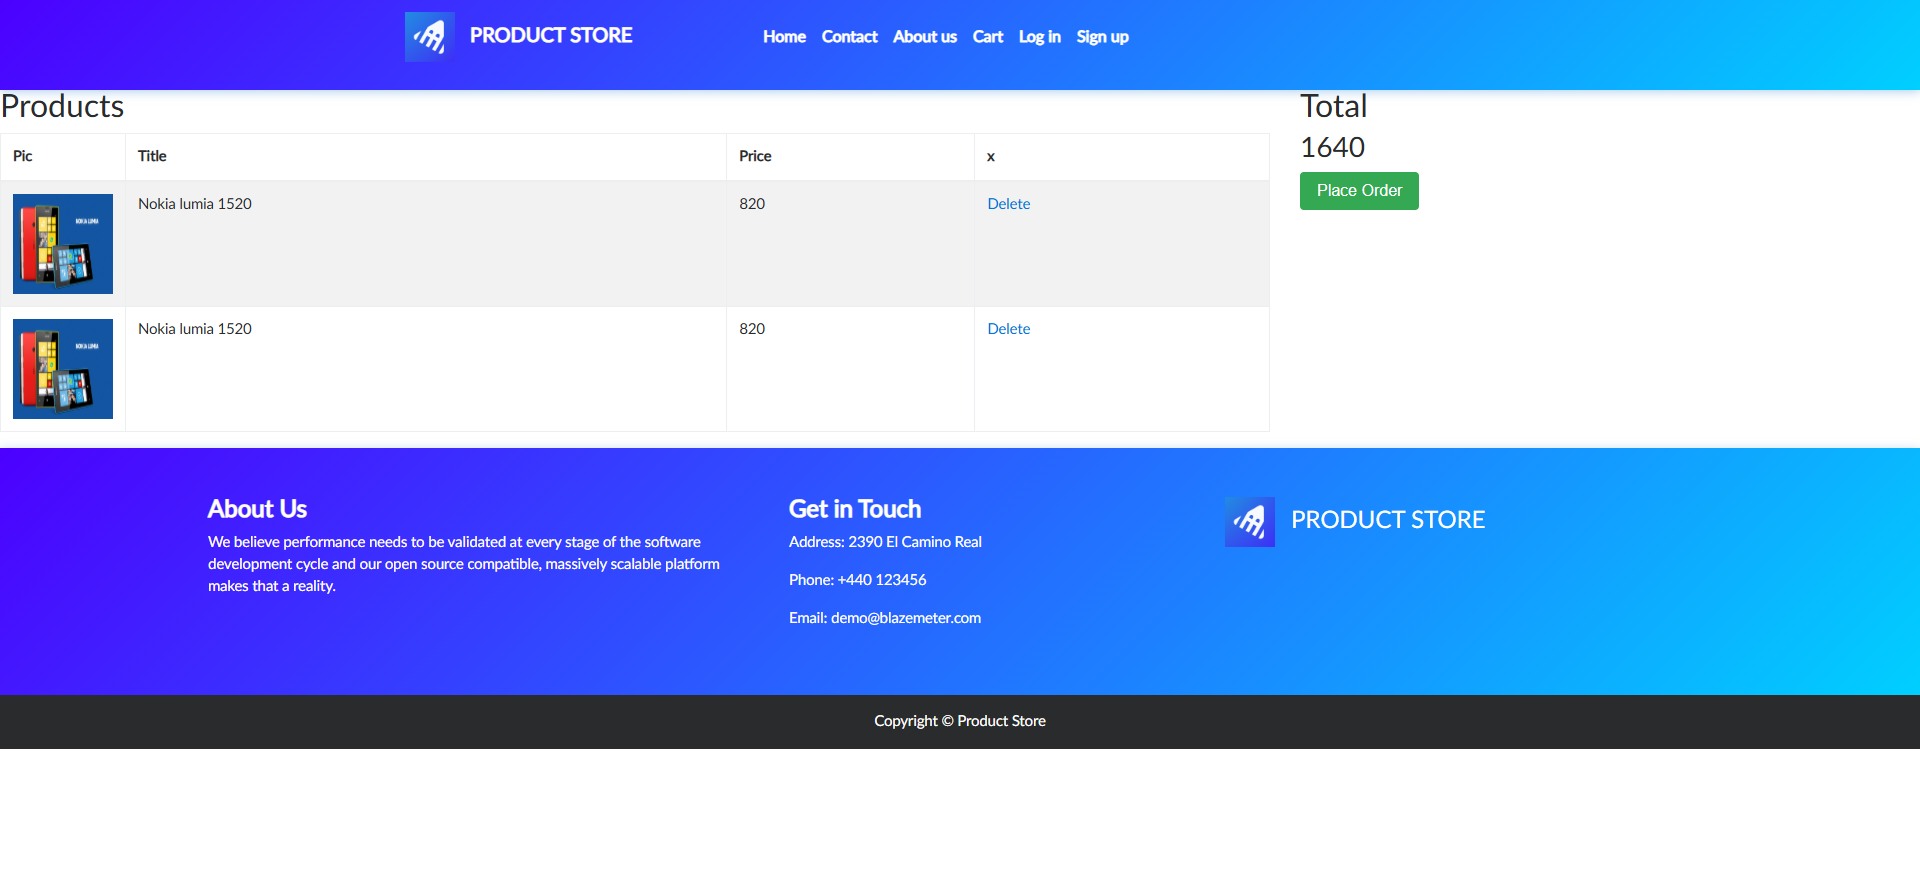 PRODUCT STORE
Home Contact About us Cart Log in Sign up
Products
Pic Title Price x
Nokia lumia 1520 820 Delete
NOKIA LUMIA
Nokia lumia 1520 820 Delete
NOKIA LUMIA
Total
1640
Place Order
About Us
We believe performance needs to be validated at every stage of the software
development cycle and our open source compatible, massively scalable platform
makes that a reality.
Get in Touch
Address: 2390 El Camino Real
Phone: +440 123456
Email: demo@blazemeter.com
PRODUCT STORE
Copyright © Product Store